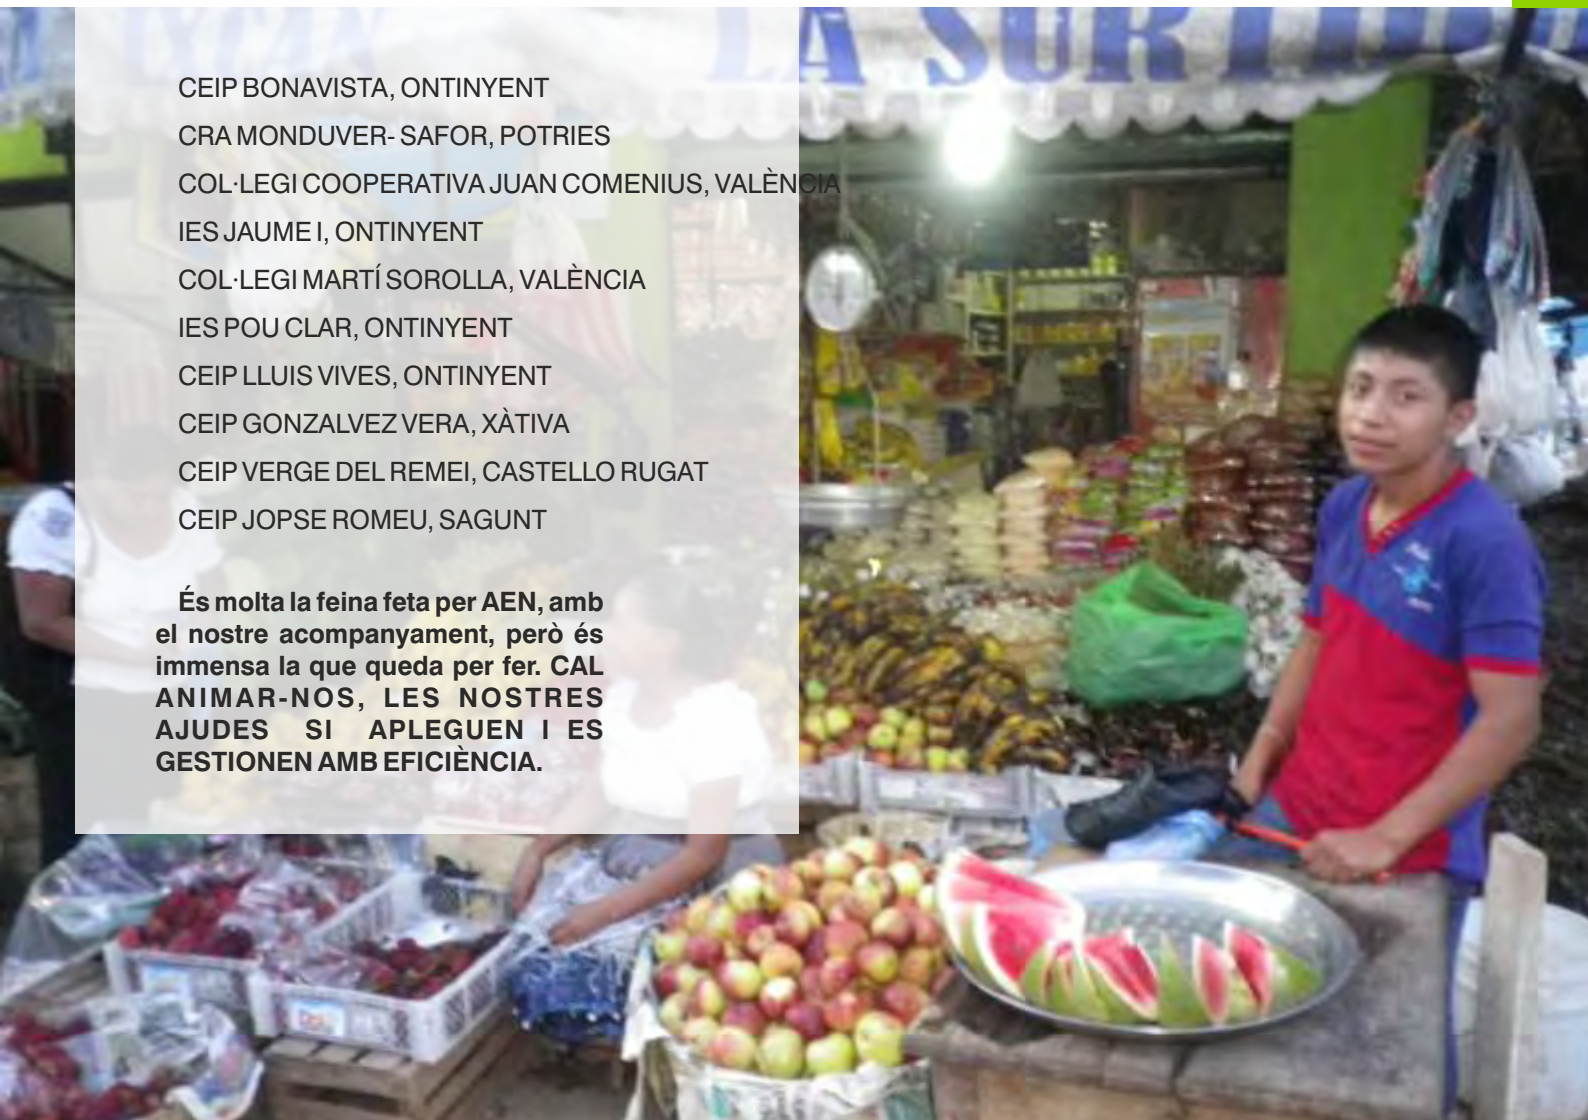 IXCAN
LA SURTI
CEIP BONAVISTA, ONTINYENT
CRA MONDUVER- SAFOR, POTRIES
COL·LEGI COOPERATIVA JUAN COMENIUS, VALÈNCIA
IES JAUME I, ONTINYENT
COL·LEGI MARTÍ SOROLLA, VALÈNCIA
IES POU CLAR, ONTINYENT
CEIP LLUIS VIVES, ONTINYENT
CEIP GONZALVEZ VERA, XÀTIVA
CEIP VERGE DEL REMEI, CASTELLO RUGAT
CEIP JOPSE ROMEU, SAGUNT
És molta la feina feta per AEN, amb
el nostre acompanyament, però és
immensa la que queda per fer. CAL
ANIMAR-NOS, LES NOSTRES
AJUDES SI APLEGUEN I ES
GESTIONEN AMB EFICIÈNCIA.